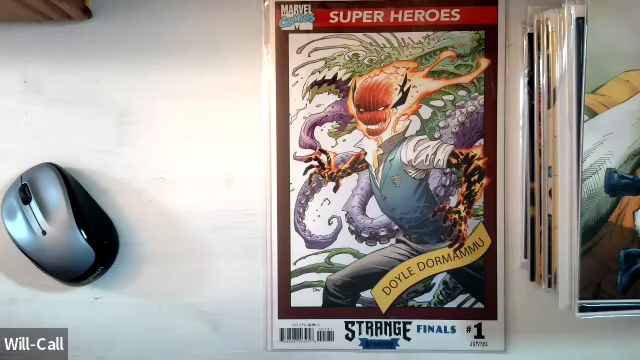 MARVEL
COMICS
SUPER HEROES
DOYLE DORMAMMU
STRANGE
FINALS
#1
Will-Call